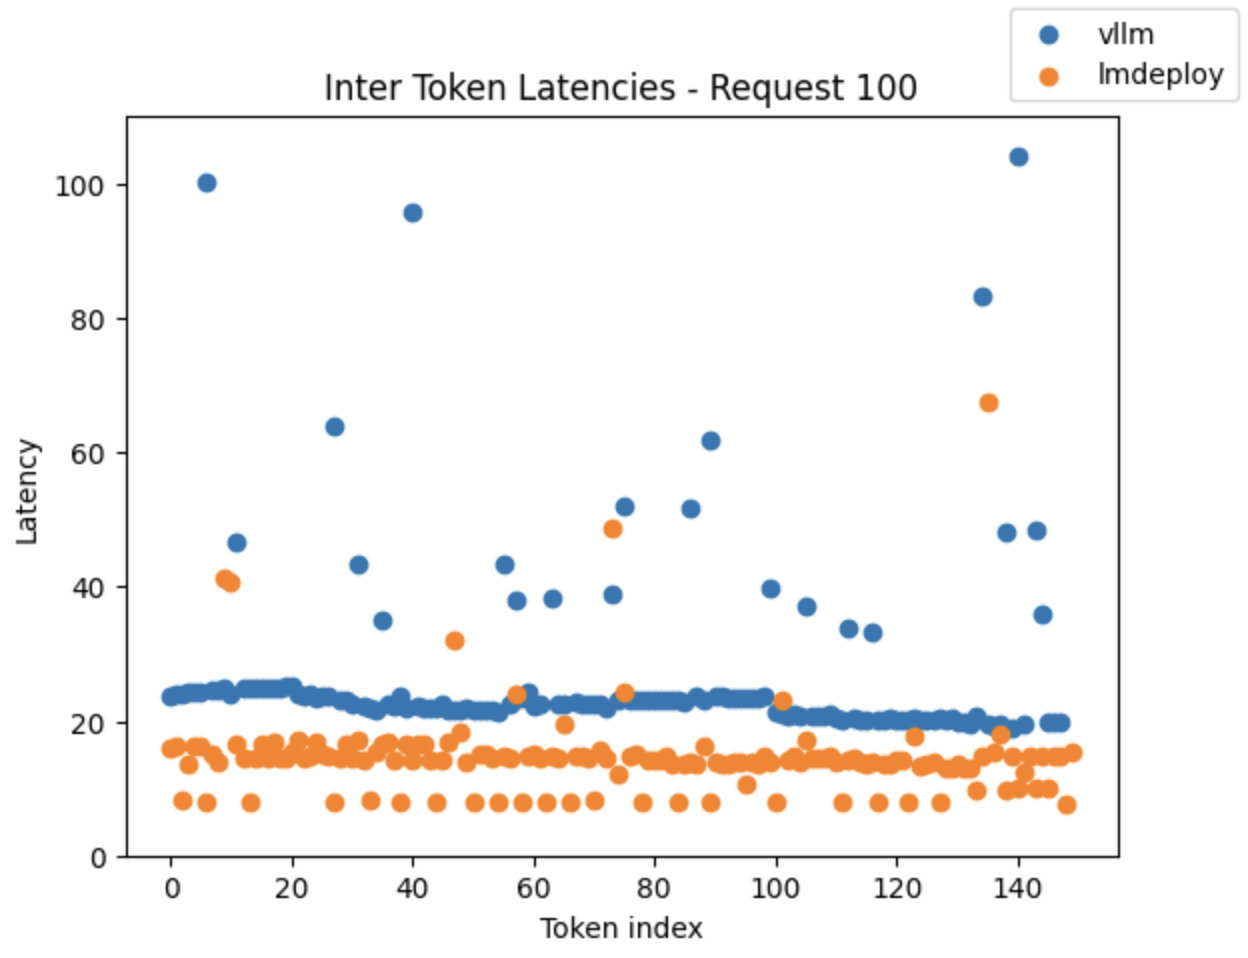 vllm
lmdeploy
Inter Token Latencies - Request 100
Latency
100
80
60
40
20
0
0 20 40 60 80 100 120 140
Token index